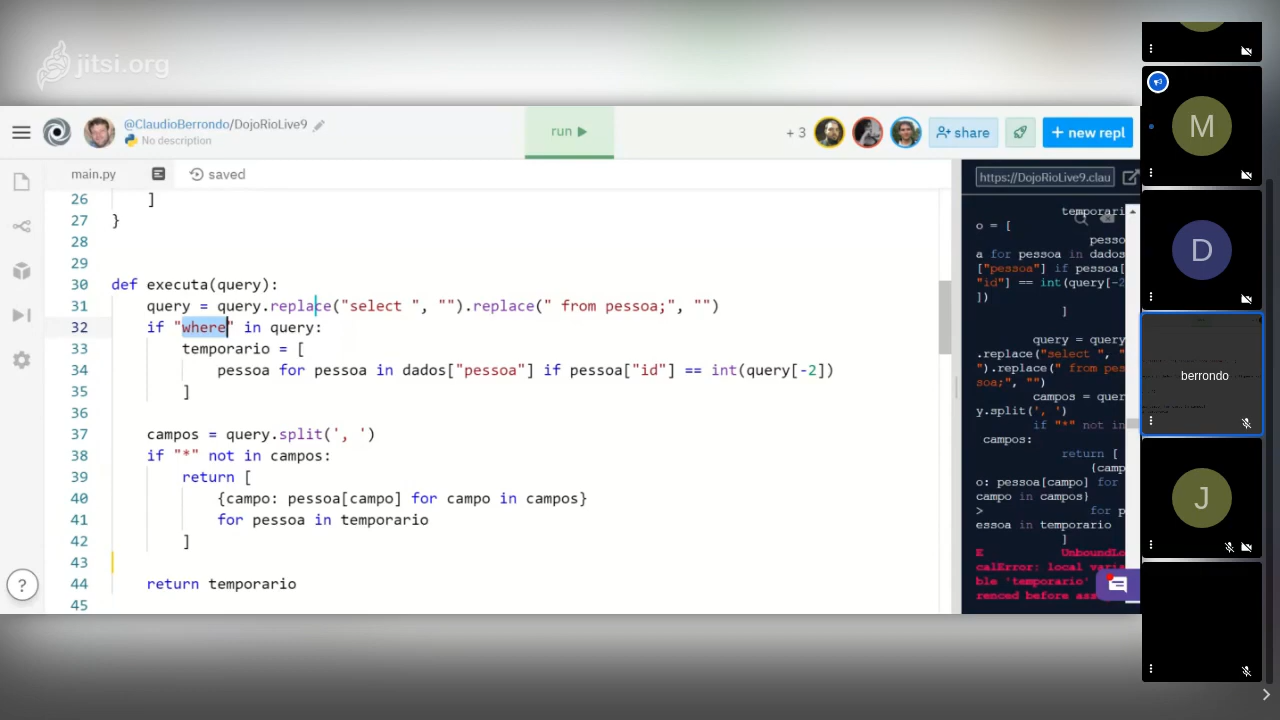 jitsi.org
@ClaudioBerrondo/DojoRioLive9
No description
run
+ 3
share
+ new repl
main.py
saved
https://DojoRioLive9.clau
26 ]
27 }
28
29
30 def executa(query):
31 query = query.replace("select ", "").replace(" from pessoa;", "")
32 if "where" in query:
33 temporario = [
34 pessoa for pessoa in dados["pessoa"] if pessoa["id"] == int(query[-2])
35 ]
36
37 campos = query.split(', ')
38 if "*" not in campos:
39 return [
40 {campo: pessoa[campo] for campo in campos}
41 for pessoa in temporario
42 ]
43
44 return temporario
45
?
temporari
o = [
pesso
a for pessoa in dados
["pessoa"] if pessoa[
"id"] == int(query[-2
])
]
query = query
.replace("select ", "
").replace(" from pes
soa;", "")
campos = quer
y.split(', ')
if "*" not in
campos:
return [
{camp
o: pessoa[campo] for
campo in campos}
> for p
essoa in temporario
]
E UnboundLo
calError: local varia
ble 'temporario'
renced before ass
M
D
berrondo
J